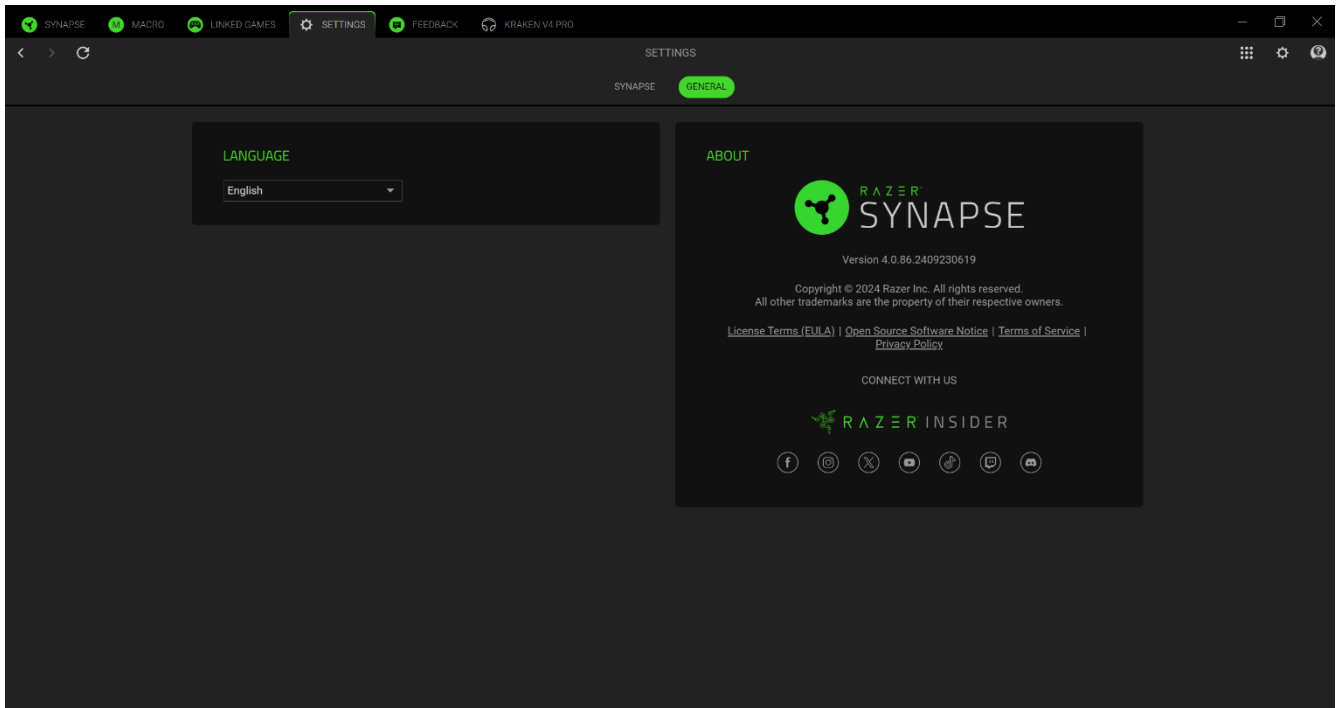 SYNAPSE MACRO LINKED GAMES SETTINGS FEEDBACK KRAKEN V4 PRO
SETTINGS
SYNAPSE GENERAL
LANGUAGE
English
ABOUT
RAZER
SYNAPSE
Version 4.0.86.2409230619
Copyright © 2024 Razer Inc. All rights reserved.
All other trademarks are the property of their respective owners.
License Terms (EULA) | Open Source Software Notice | Terms of Service |
Privacy Policy
CONNECT WITH US
RAZER INSIDER